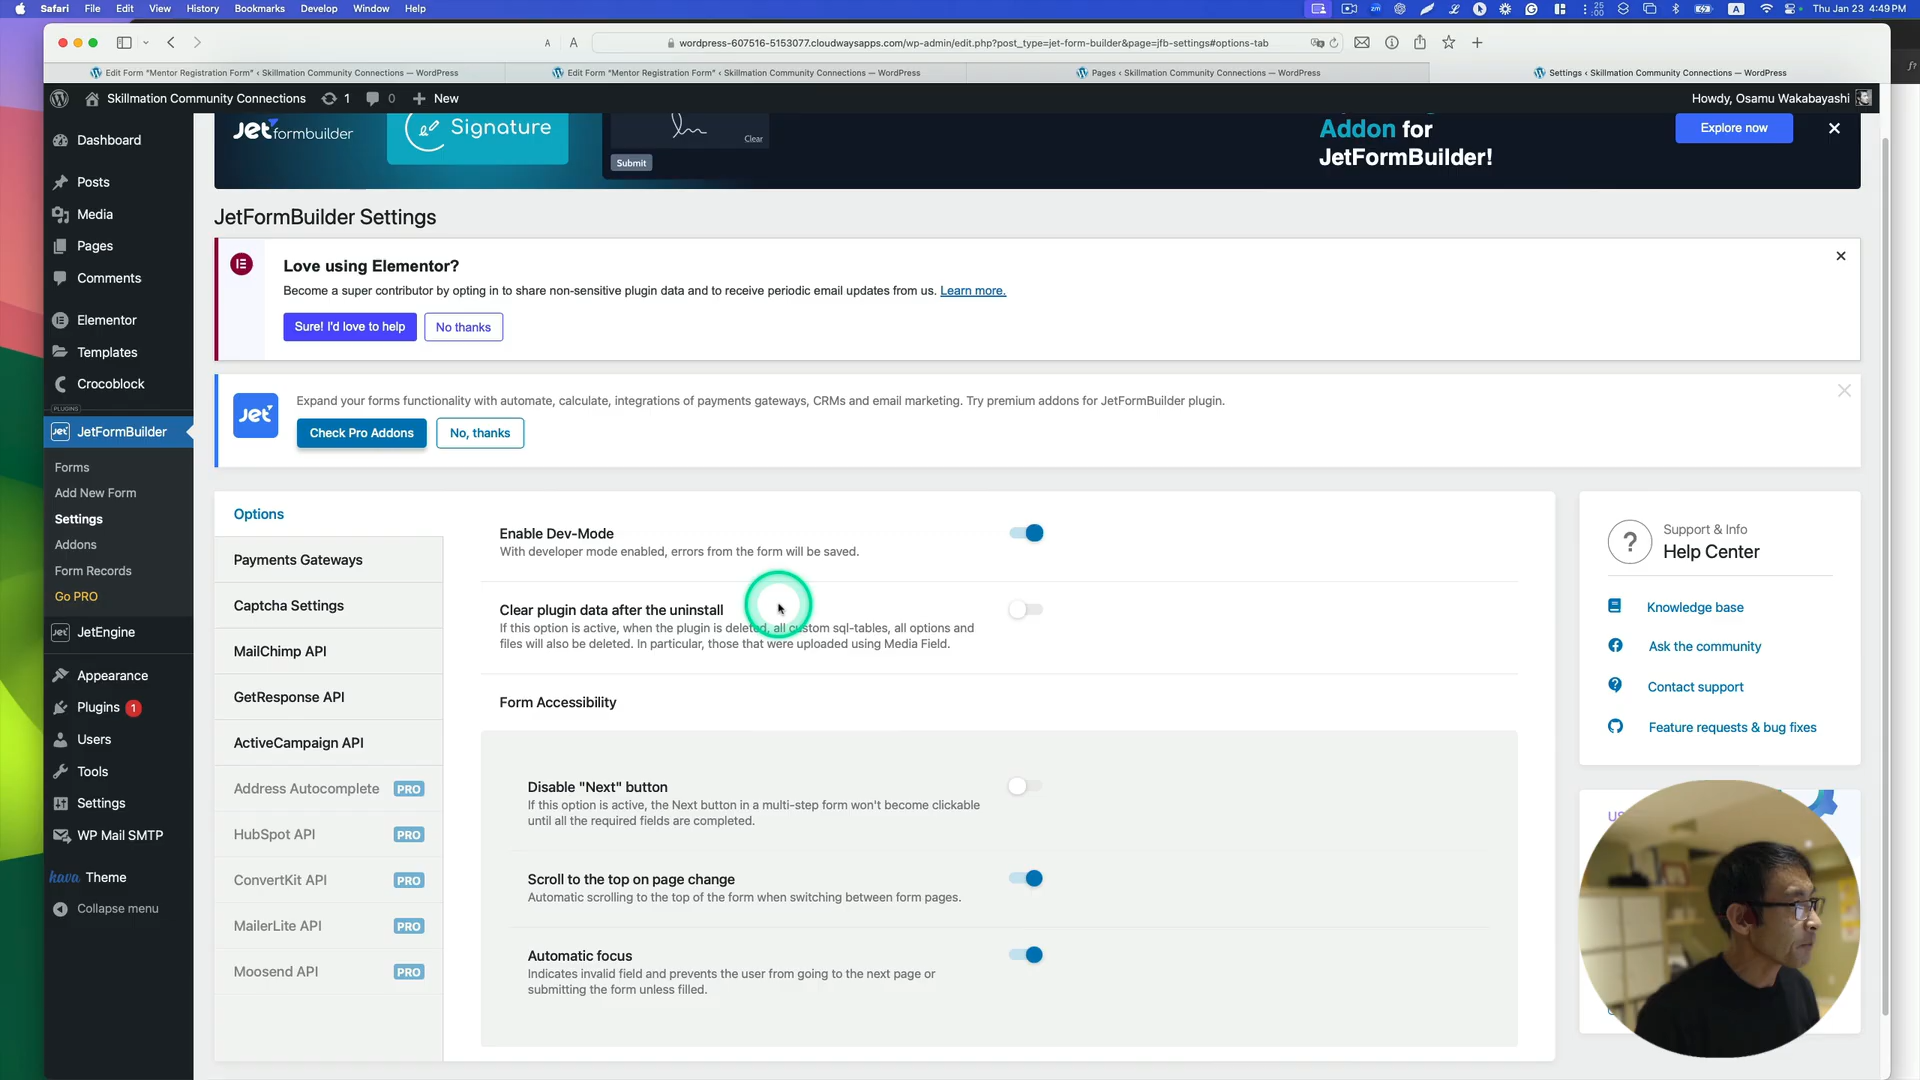 Safari File Edit View History Bookmarks Develop Window Help
25
00
zm
A
Thu Jan 23 4:49 PM
A A
wordpress-607516-5153077.cloudwaysapps.com/wp-admin/edit.php?post_type=jet-form-builder&page=jfb-settings#options-tab
Edit Form "Mentor Registration Form" < Skillmation Community Connections — WordPress
Edit Form "Mentor Registration Form" < Skillmation Community Connections — WordPress
Pages < Skillmation Community Connections — WordPress
Settings < Skillmation Community Connections — WordPress
Skillmation Community Connections
1
0
New
Howdy, Osamu Wakabayashi
Jet formbuilder
Signature
Clear
Submit
Addon for
JetFormBuilder!
Explore now
Dashboard
Posts
Media
Pages
Comments
Elementor
Templates
Crocoblock
PLUGINS
Jet JetFormBuilder
Forms
Add New Form
Settings
Addons
Form Records
Go PRO
Jet JetEngine
Appearance
Plugins 1
Users
Tools
Settings
WP Mail SMTP
hava Theme
Collapse menu
JetFormBuilder Settings
Love using Elementor?
Become a super contributor by opting in to share non-sensitive plugin data and to receive periodic email updates from us. Learn more.
Sure! I'd love to help
No thanks
Jet
Expand your forms functionality with automate, calculate, integrations of payments gateways, CRMs and email marketing. Try premium addons for JetFormBuilder plugin.
Check Pro Addons
No, thanks
Options
Payments Gateways
Captcha Settings
MailChimp API
GetResponse API
ActiveCampaign API
Address Autocomplete PRO
HubSpot API PRO
ConvertKit API PRO
MailerLite API PRO
Moosend API PRO
Enable Dev-Mode
With developer mode enabled, errors from the form will be saved.
Clear plugin data after the uninstall
If this option is active, when the plugin is deleted, all custom sql-tables, all options and
files will also be deleted. In particular, those that were uploaded using Media Field.
Form Accessibility
Disable "Next" button
If this option is active, the Next button in a multi-step form won't become clickable
until all the required fields are completed.
Scroll to the top on page change
Automatic scrolling to the top of the form when switching between form pages.
Automatic focus
Indicates invalid field and prevents the user from going to the next page or
submitting the form unless filled.
Support & Info
Help Center
Knowledge base
Ask the community
Contact support
Feature requests & bug fixes